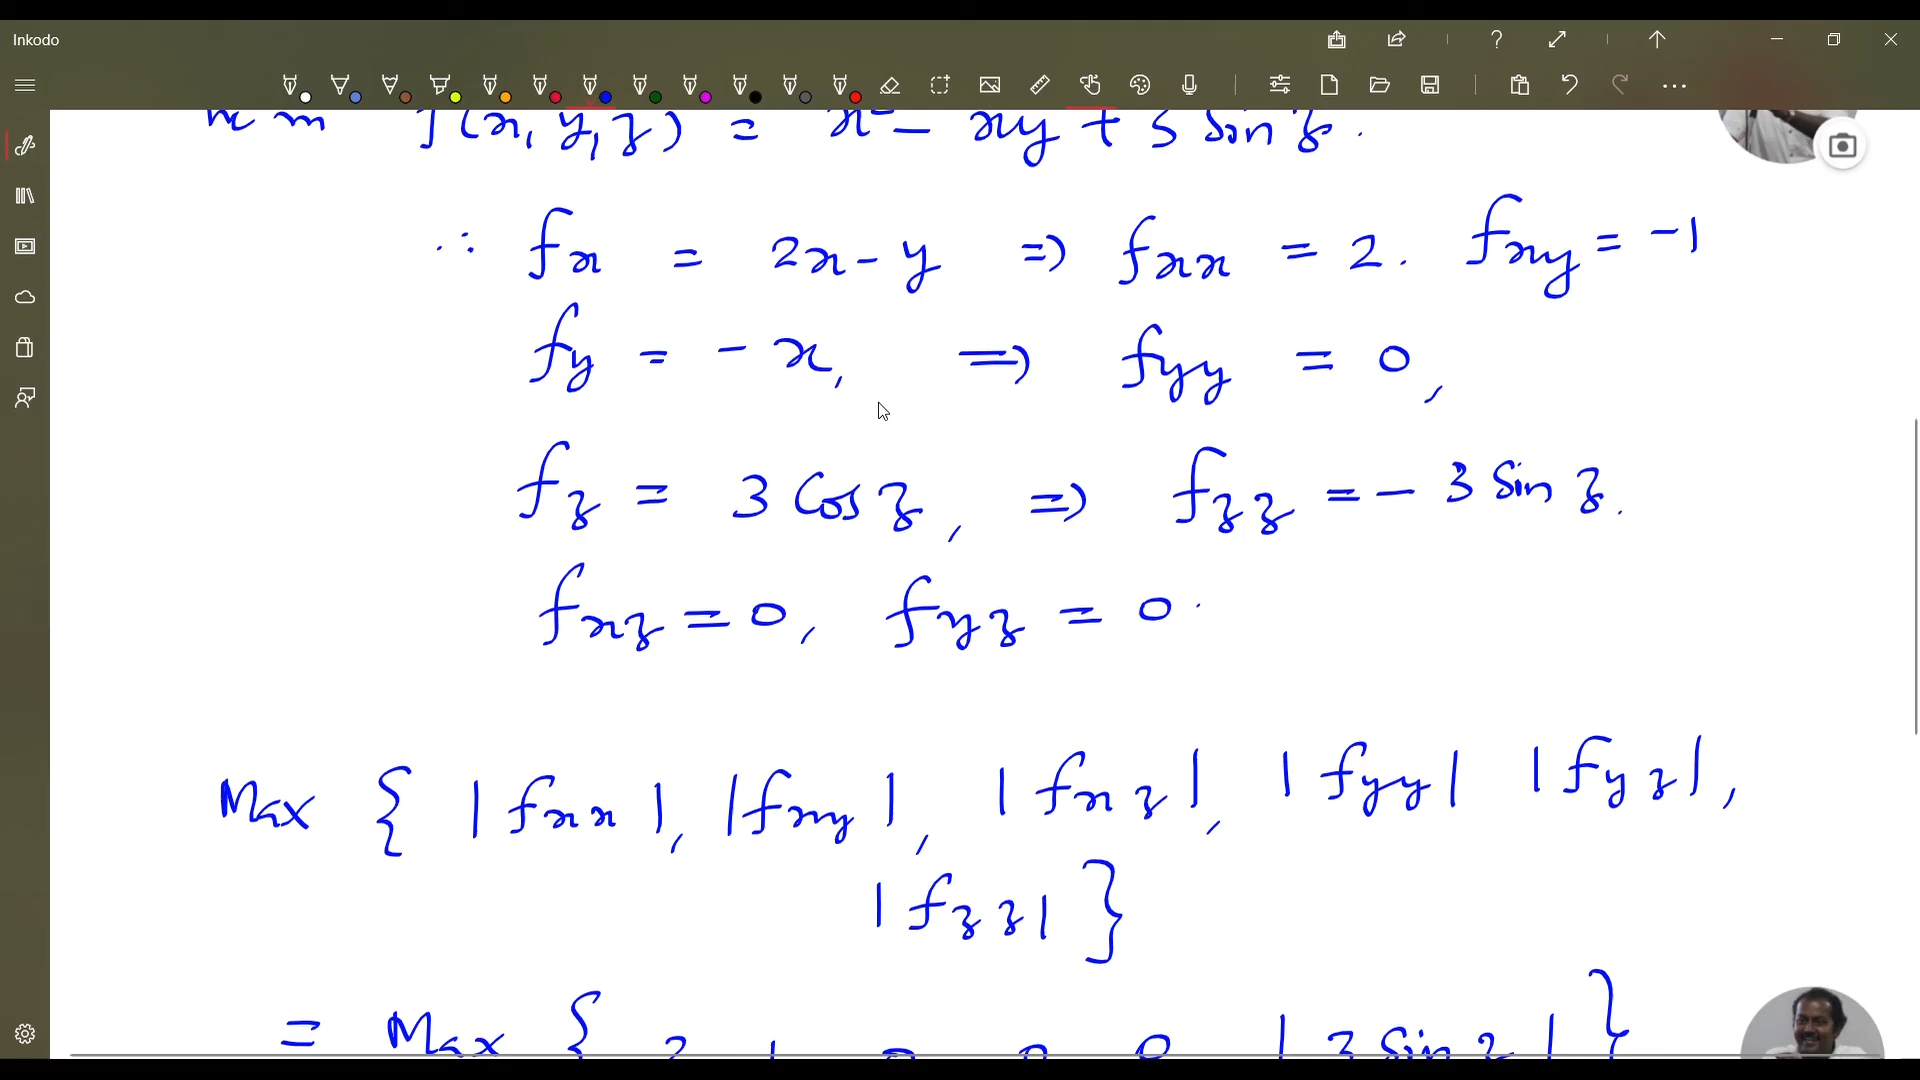 Inkodo
f(x, y, z) = x² - xy + 3 Sin z.
∴ fx = 2x - y => fxx = 2. fxy = -1
fy = - x, => fyy = 0,
fz = 3 Cos z, => fzz = - 3 Sin z.
fxz = 0, fyz = 0.
Max { |fxx|, |fxy|, |fxz|, |fyy| |fyz|,
|fzz| }
= Max { 2 1 0 0 0 |3 Sin z| }